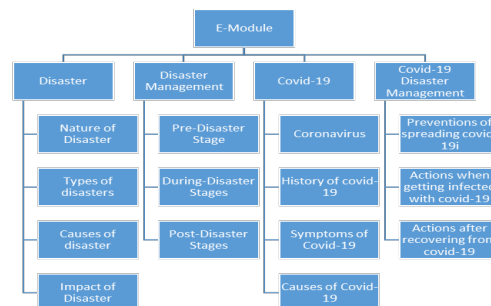 E-Module
Disaster
Disaster
Management
Covid-19
Covid-19
Disaster
Management
Nature of
Disaster
Types of
disasters
Causes of
disaster
Impact of
Disaster
Pre-Disaster
Stage
During-Disaster
Stages
Post-Disaster
Stages
Coronavirus
History of covid-
19
Symptoms of
Covid-19
Causes of Covid-
19
Preventions of
spreading covid-
19i
Actions when
getting infected
with covid-19
Actions after
recovering from
covid-19